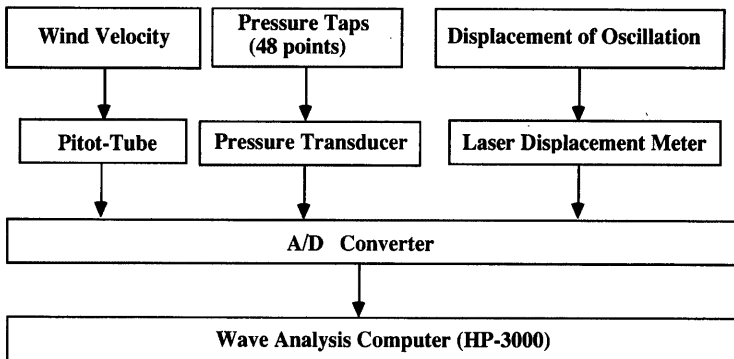 Wind Velocity
Pressure Taps
(48 points)
Displacement of Oscillation
Pitot-Tube
Pressure Transducer
Laser Displacement Meter
A/D Converter
Wave Analysis Computer (HP-3000)